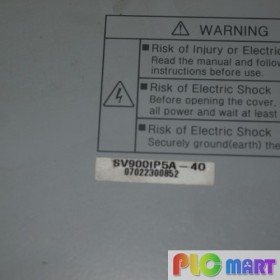 WARNING
Risk of Injury or Electric
Read the manual and follow
instructions before use.
Risk of Electric Shock
Before opening the cover,
all power and wait at least
Risk of Electric Shock
Securely ground(earth) the
SV900IP5A-40
07022300852
PLC mart